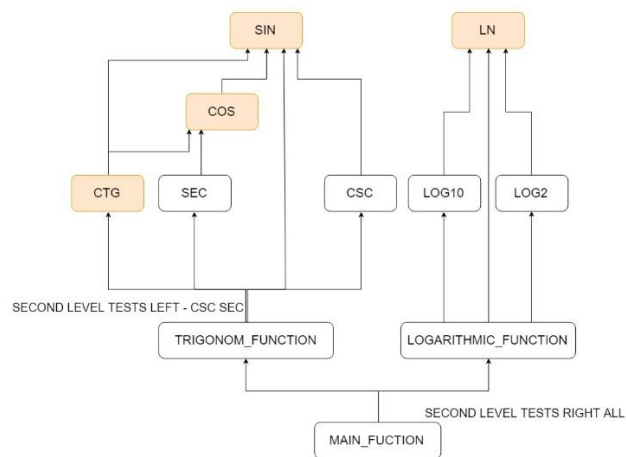 SIN
LN
COS
CTG
SEC
CSC
LOG10
LOG2
SECOND LEVEL TESTS LEFT - CSC SEC
TRIGONOM_FUNCTION
LOGARITHMIC_FUNCTION
SECOND LEVEL TESTS RIGHT ALL
MAIN_FUCTION